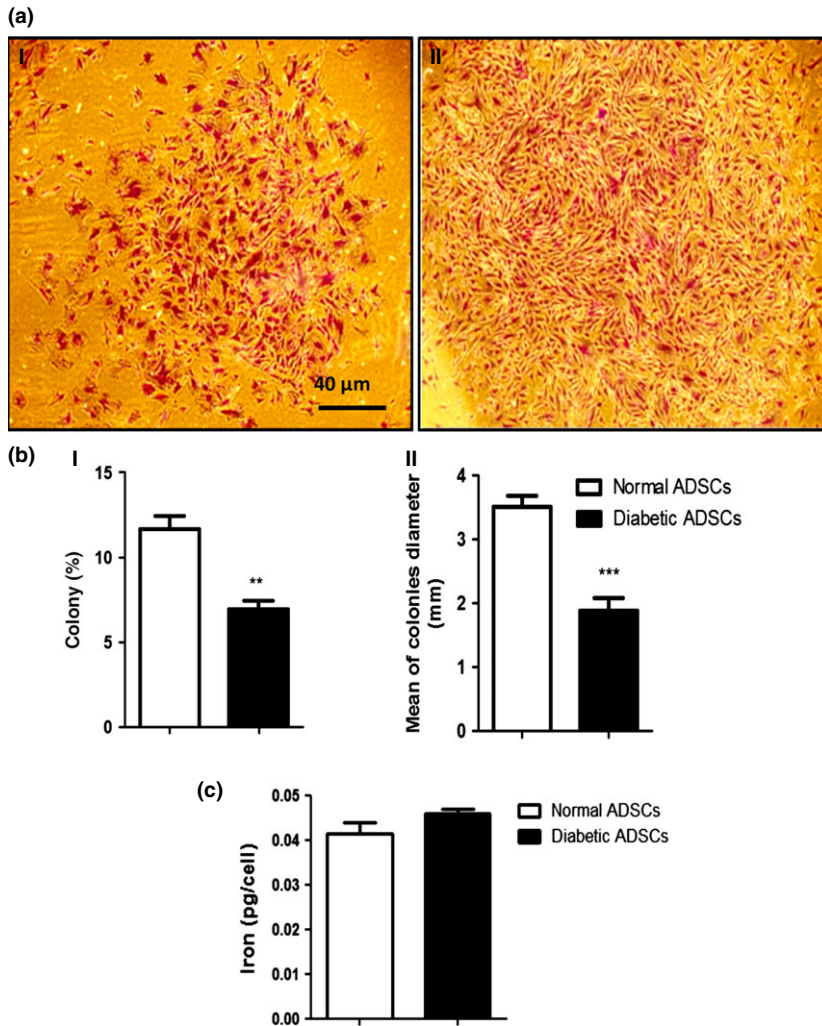 (a)
I
II
40 μm
(b)
I
II
15
10
5
0
Colony (%)
**
4
3
2
1
0
Mean of colonies diameter
(mm)
***
Normal ADSCs
Diabetic ADSCs
(c)
0.05
0.04
0.03
0.02
0.01
0.00
Iron (pg/cell)
Normal ADSCs
Diabetic ADSCs